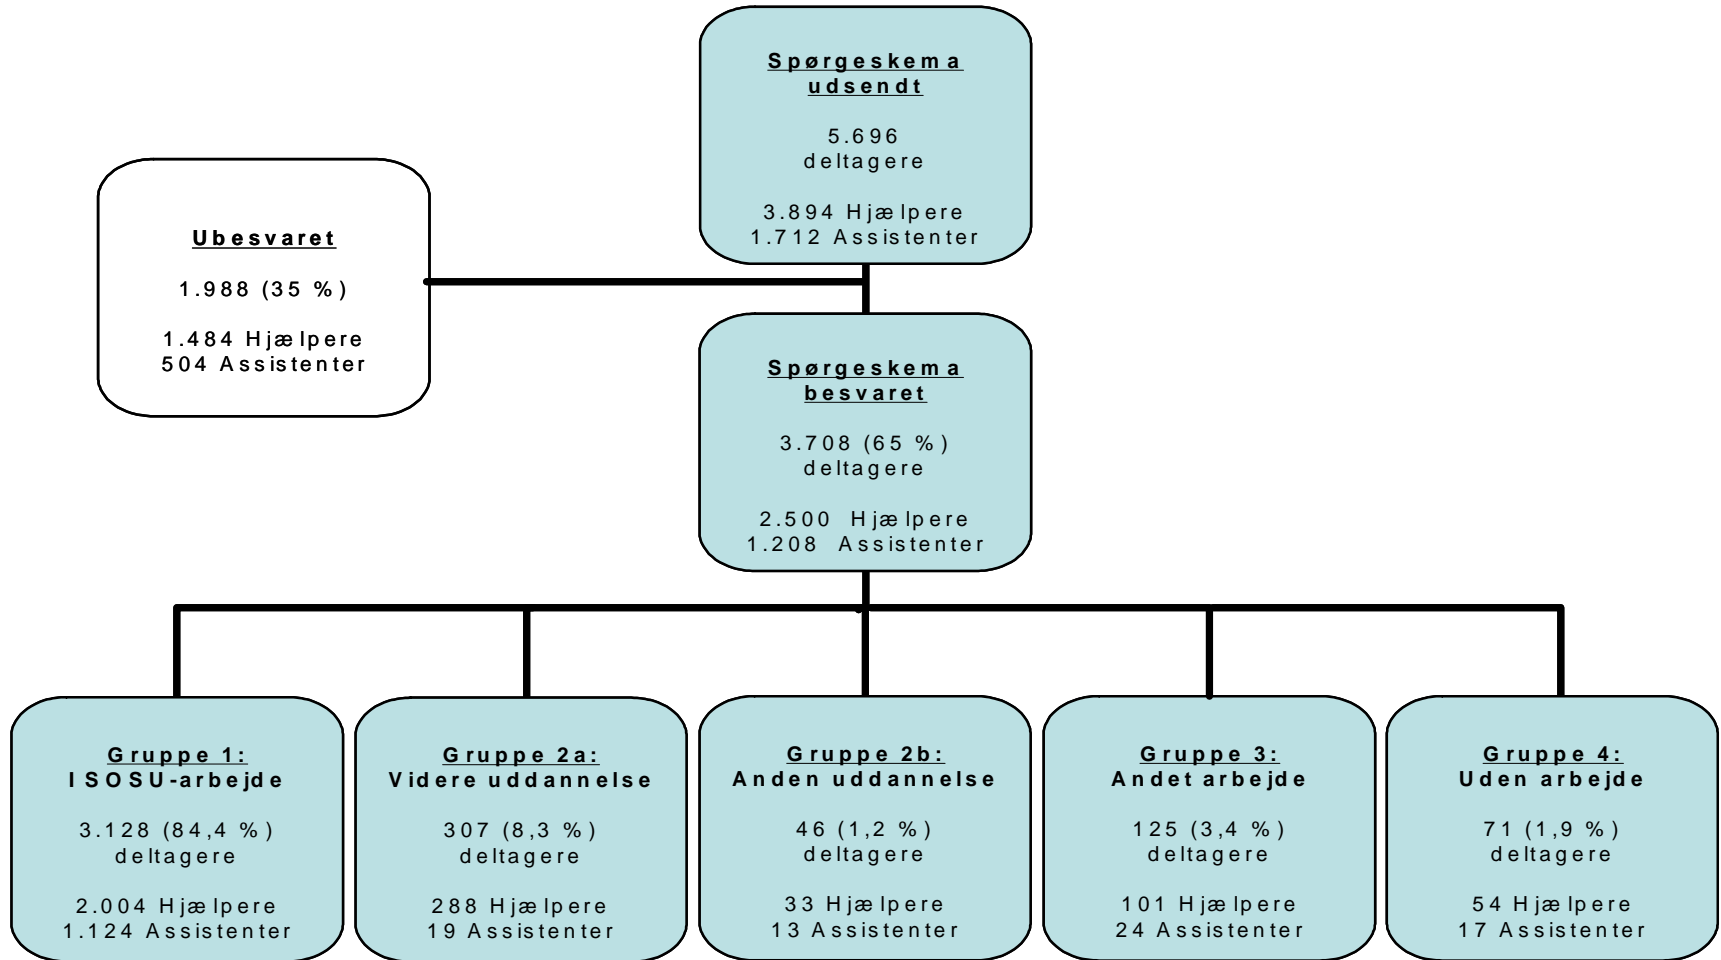 Spørgeskema
udsendt
5.696
deltagere
3.894 Hjælpere
1.712 Assistenter
Ubesvaret
1.988 (35 %)
1.484 Hjælpere
504 Assistenter
Spørgeskema
besvaret
3.708 (65 %)
deltagere
2.500 Hjælpere
1.208 Assistenter
Gruppe 1:
I SOSU-arbejde
3.128 (84,4 %)
deltagere
2.004 Hjælpere
1.124 Assistenter
Gruppe 2a:
Videre uddannelse
307 (8,3 %)
deltagere
288 Hjælpere
19 Assistenter
Gruppe 2b:
Anden uddannelse
46 (1,2 %)
deltagere
33 Hjælpere
13 Assistenter
Gruppe 3:
Andet arbejde
125 (3,4 %)
deltagere
101 Hjælpere
24 Assistenter
Gruppe 4:
Uden arbejde
71 (1,9 %)
deltagere
54 Hjælpere
17 Assistenter